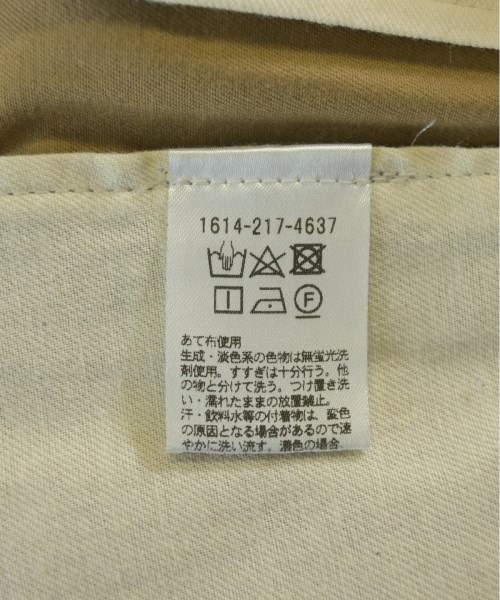 1614-217-4637
F
あて布使用
生成・淡色系の色物は無蛍光洗
剤使用。すすぎは十分行う。他
の物と分けて洗う。つけ置き洗
い・濡れたままの放置禁止。
汗・飲料水等の付着物は、変色
の原因となる場合があるので速
やかに洗い流す。濃色の場合、